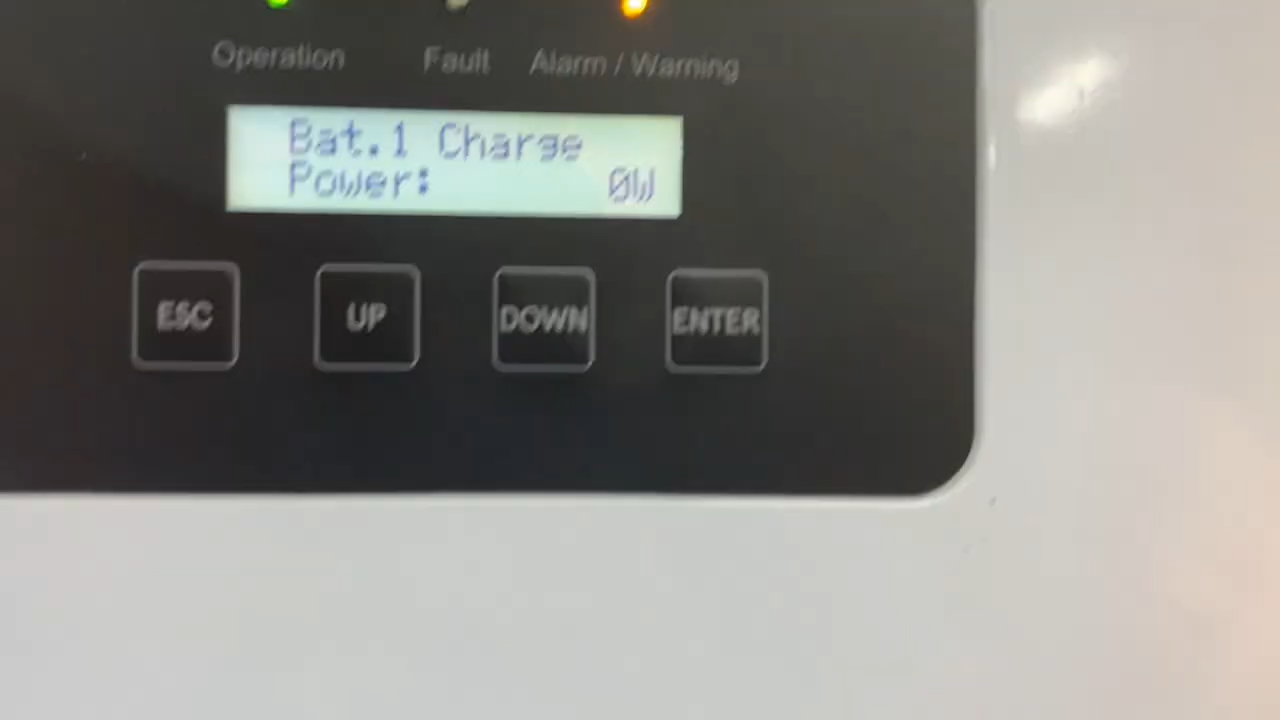 Operation Fault Alarm / Warning
Bat.1 Charge
Power: 0W
ESC UP DOWN ENTER